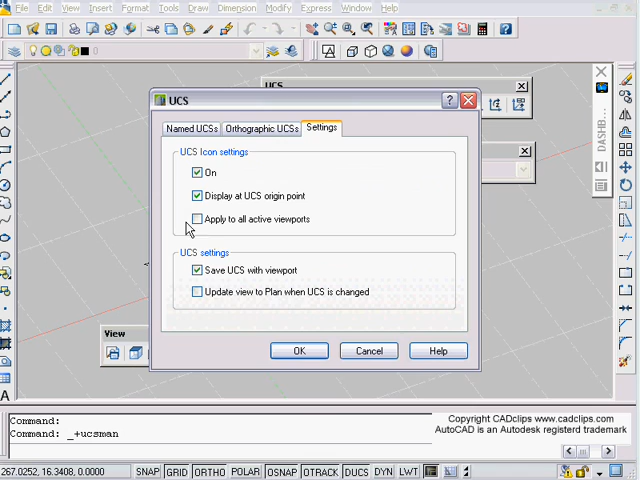 File Edit View Insert Format Tools Draw Dimension Modify Express Window Help
0
UCS
UCS
Named UCSs Orthographic UCSs Settings
UCS Icon settings
On
Display at UCS origin point
Apply to all active viewports
UCS settings
Save UCS with viewport
Update view to Plan when UCS is changed
View
OK Cancel Help
DASHB...
Command:
Command: _+ucsman
Copyright CADclips www.cadclips.com
AutoCAD is an Autodesk registerd trademark
267.0252, 16.3408, 0.0000 SNAP GRID ORTHO POLAR OSNAP OTRACK DUCS DYN LWT